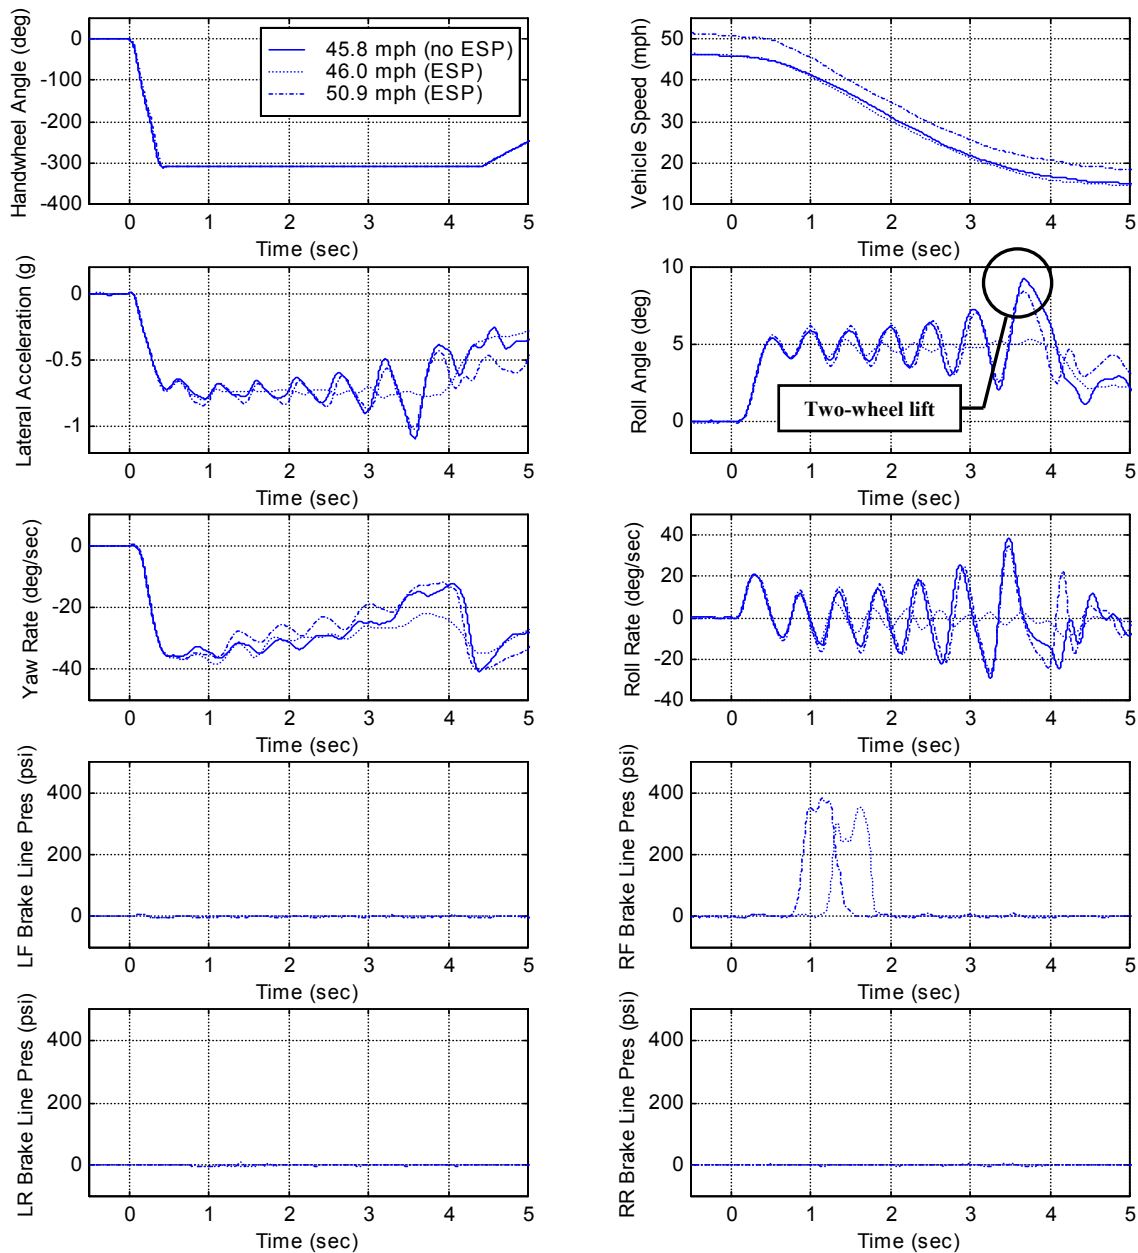 Handwheel Angle (deg)
0
-100
-200
-300
-400
45.8 mph (no ESP)
46.0 mph (ESP)
50.9 mph (ESP)
0 1 2 3 4 5
Time (sec)
Vehicle Speed (mph)
50
40
30
20
10
0 1 2 3 4 5
Time (sec)
Lateral Acceleration (g)
0
-0.5
-1
0 1 2 3 4 5
Time (sec)
Roll Angle (deg)
10
5
0
Two-wheel lift
0 1 2 3 4 5
Time (sec)
Yaw Rate (deg/sec)
0
-20
-40
0 1 2 3 4 5
Time (sec)
Roll Rate (deg/sec)
40
20
0
-20
-40
0 1 2 3 4 5
Time (sec)
LF Brake Line Pres (psi)
400
200
0
0 1 2 3 4 5
Time (sec)
RF Brake Line Pres (psi)
400
200
0
0 1 2 3 4 5
Time (sec)
LR Brake Line Pres (psi)
400
200
0
0 1 2 3 4 5
Time (sec)
RR Brake Line Pres (psi)
400
200
0
0 1 2 3 4 5
Time (sec)